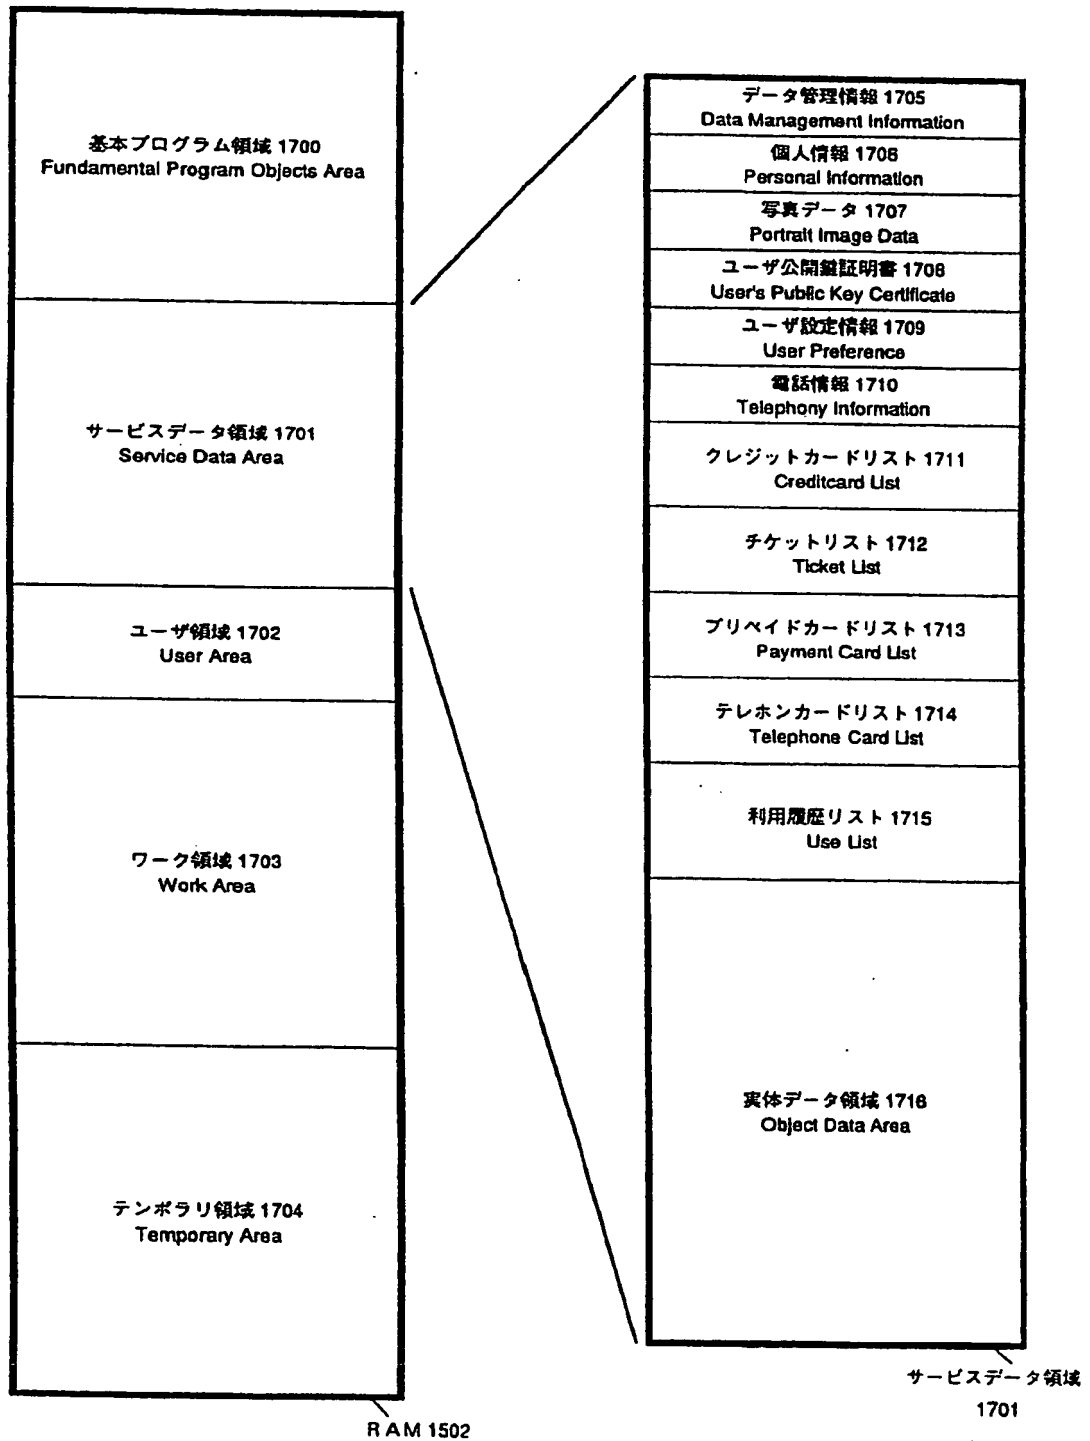 基本プログラム領域 1700
Fundamental Program Objects Area
サービスデータ領域 1701
Service Data Area
ユーザ領域 1702
User Area
ワーク領域 1703
Work Area
テンポラリ領域 1704
Temporary Area
RAM 1502
データ管理情報 1705
Data Management Information
個人情報 1706
Personal Information
写真データ 1707
Portrait Image Data
ユーザ公開鍵証明書 1708
User's Public Key Certificate
ユーザ設定情報 1709
User Preference
電話情報 1710
Telephony Information
クレジットカードリスト 1711
Creditcard List
チケットリスト 1712
Ticket List
プリペイドカードリスト 1713
Payment Card List
テレホンカードリスト 1714
Telephone Card List
利用履歴リスト 1715
Use List
実体データ領域 1716
Object Data Area
サービスデータ領域
1701